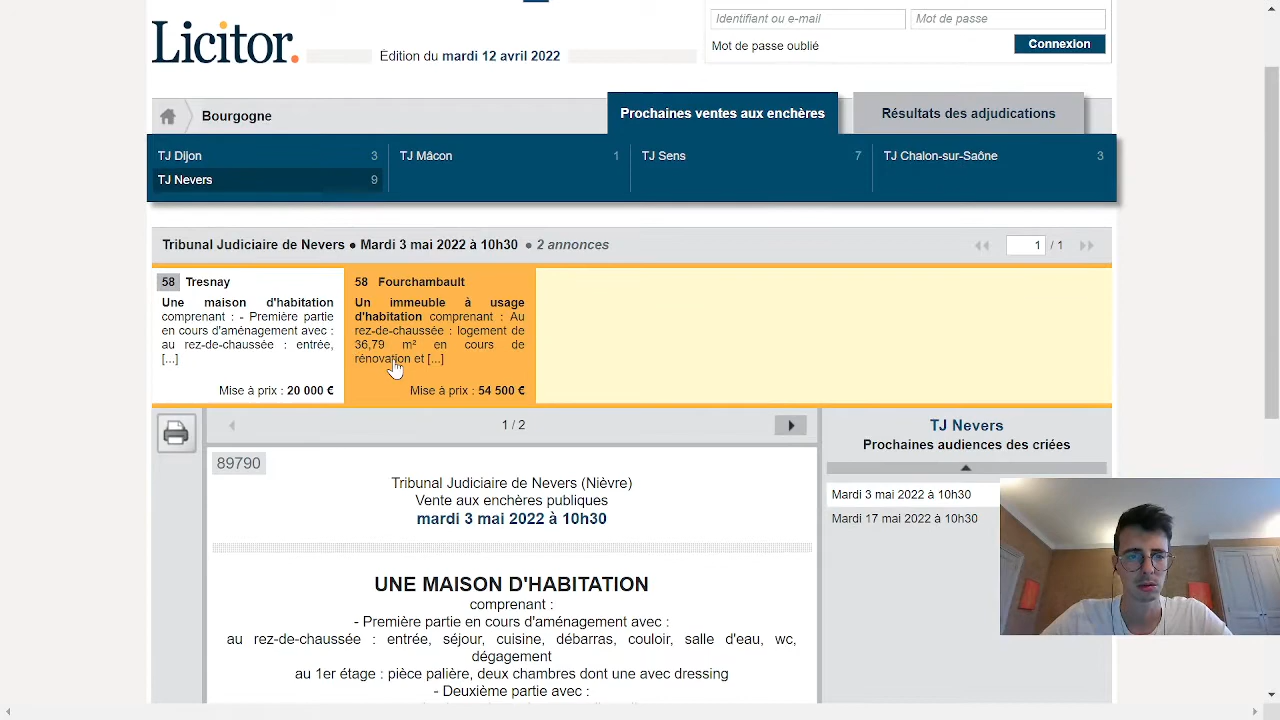 Licitor.
Édition du mardi 12 avril 2022
Identifiant ou e-mail
Mot de passe
Mot de passe oublié
Connexion
Bourgogne
Prochaines ventes aux enchères
Résultats des adjudications
TJ Dijon 3
TJ Mâcon 1
TJ Sens 7
TJ Chalon-sur-Saône 3
TJ Nevers 9
Tribunal Judiciaire de Nevers ● Mardi 3 mai 2022 à 10h30 ● 2 annonces
1 / 1
58 Tresnay
Une maison d'habitation
comprenant : - Première partie
en cours d'aménagement avec :
au rez-de-chaussée : entrée,
[...]
Mise à prix : 20 000 €
58 Fourchambault
Un immeuble à usage
d'habitation comprenant : Au
rez-de-chaussée : logement de
36,79 m² en cours de
rénovation et [...]
Mise à prix : 54 500 €
1 / 2
89790
Tribunal Judiciaire de Nevers (Nièvre)
Vente aux enchères publiques
mardi 3 mai 2022 à 10h30
UNE MAISON D'HABITATION
comprenant :
- Première partie en cours d'aménagement avec :
au rez-de-chaussée : entrée, séjour, cuisine, débarras, couloir, salle d'eau, wc,
dégagement
au 1er étage : pièce palière, deux chambres dont une avec dressing
- Deuxième partie avec :
TJ Nevers
Prochaines audiences des criées
Mardi 3 mai 2022 à 10h30
Mardi 17 mai 2022 à 10h30